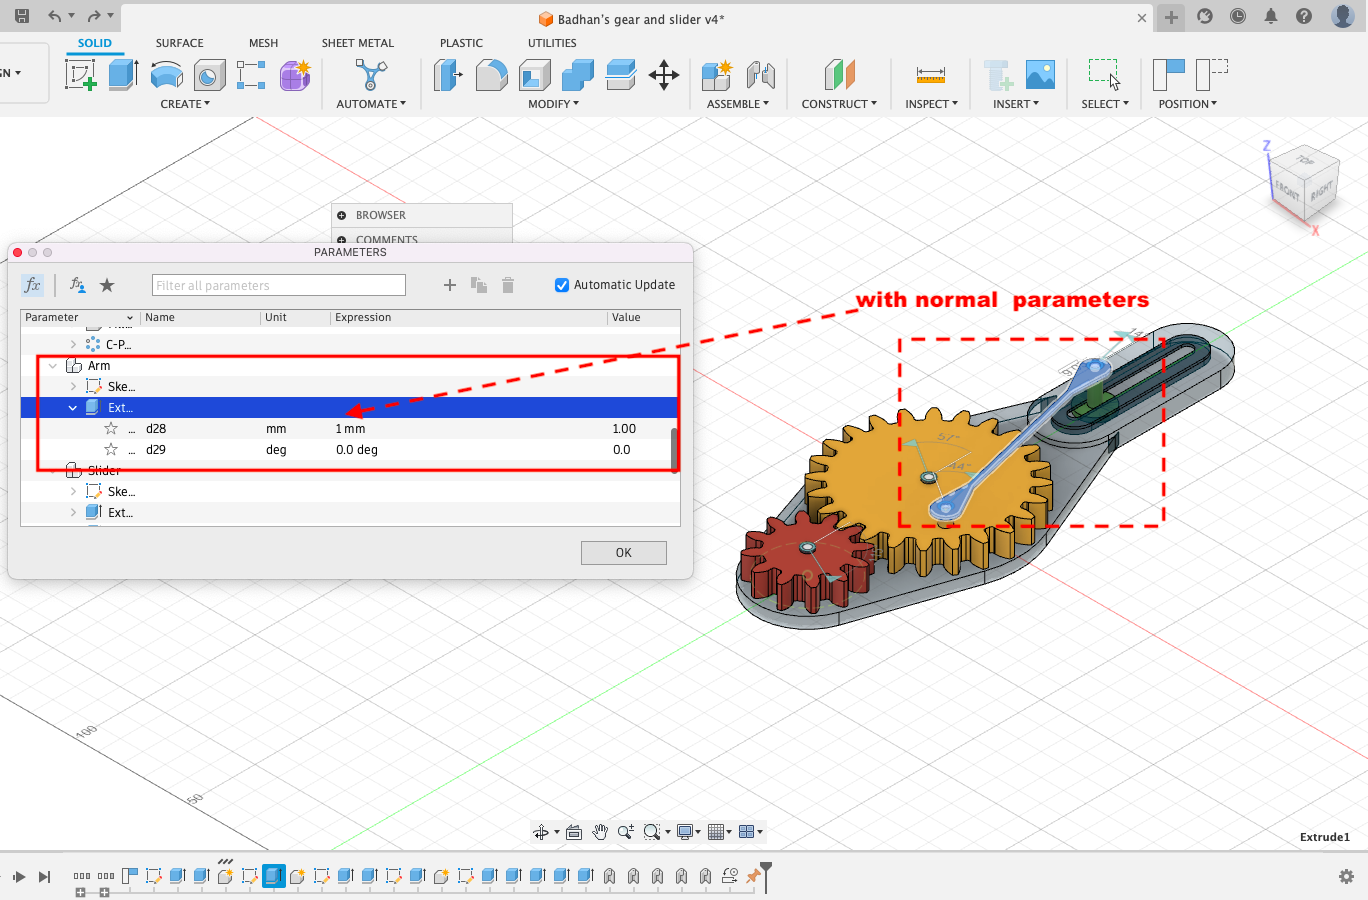 Badhan's gear and slider v4*
SOLID SURFACE MESH SHEET METAL PLASTIC UTILITIES
GN
CREATE AUTOMATE MODIFY ASSEMBLE CONSTRUCT INSPECT INSERT SELECT POSITION
Z
TOP
FRONT RIGHT
X
BROWSER
COMMENTS
PARAMETERS
fx fx Filter all parameters Automatic Update
Parameter Name Unit Expression Value
C-P...
Arm
Ske...
Ext...
... d28 mm 1 mm 1.00
... d29 deg 0.0 deg 0.0
Slider
Ske...
Ext...
OK
with normal parameters
57°
44°
100
50
Extrude1